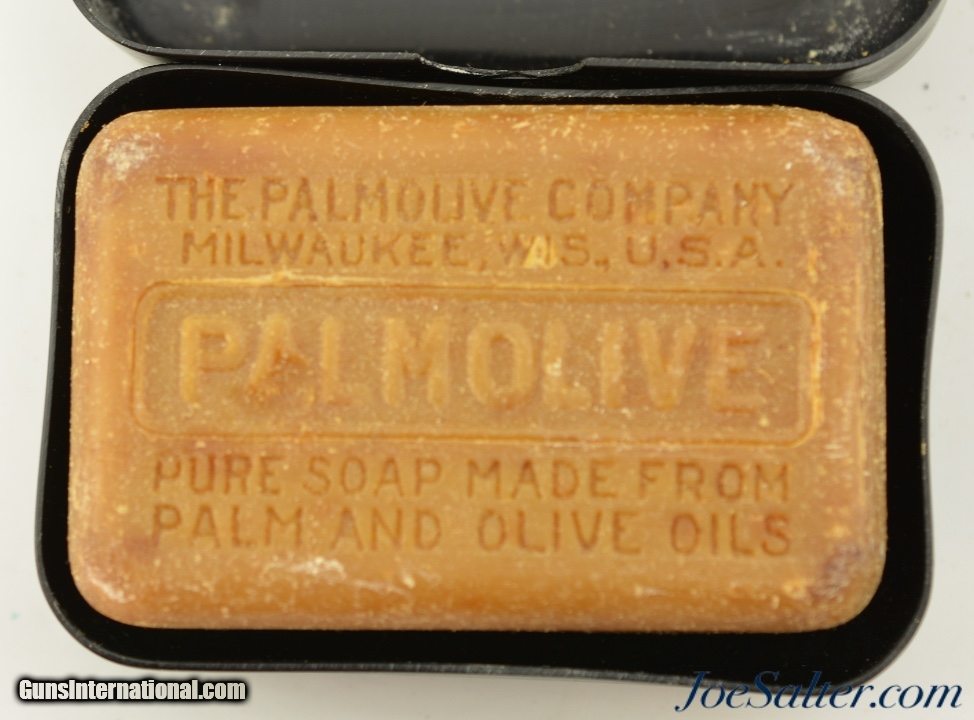 THE PALMOLIVE COMPANY
MILWAUKEE, WIS., U.S.A.
PALMOLIVE
PURE SOAP MADE FROM
PALM AND OLIVE OILS
GunsInternational.com
JoeSalter.com